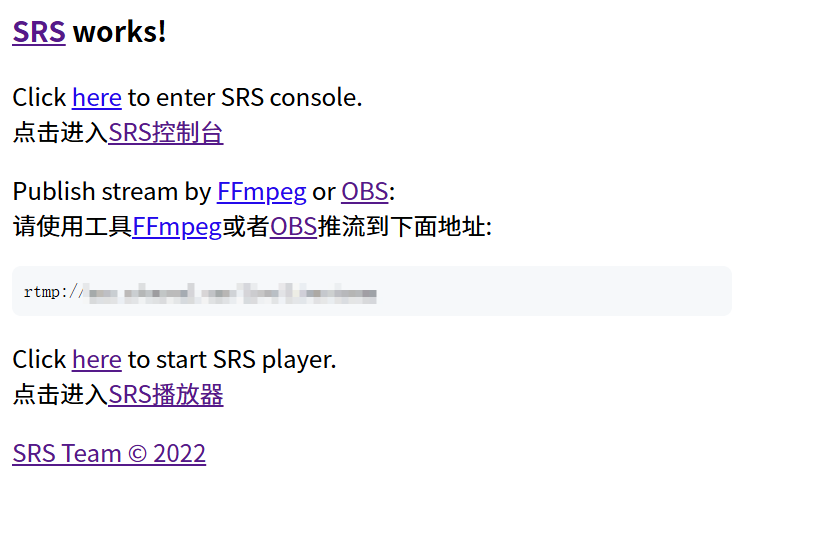 SRS works!
Click here to enter SRS console.
点击进入SRS控制台
Publish stream by FFmpeg or OBS:
请使用工具FFmpeg或者OBS推流到下面地址:
rtmp://
Click here to start SRS player.
点击进入SRS播放器
SRS Team © 2022